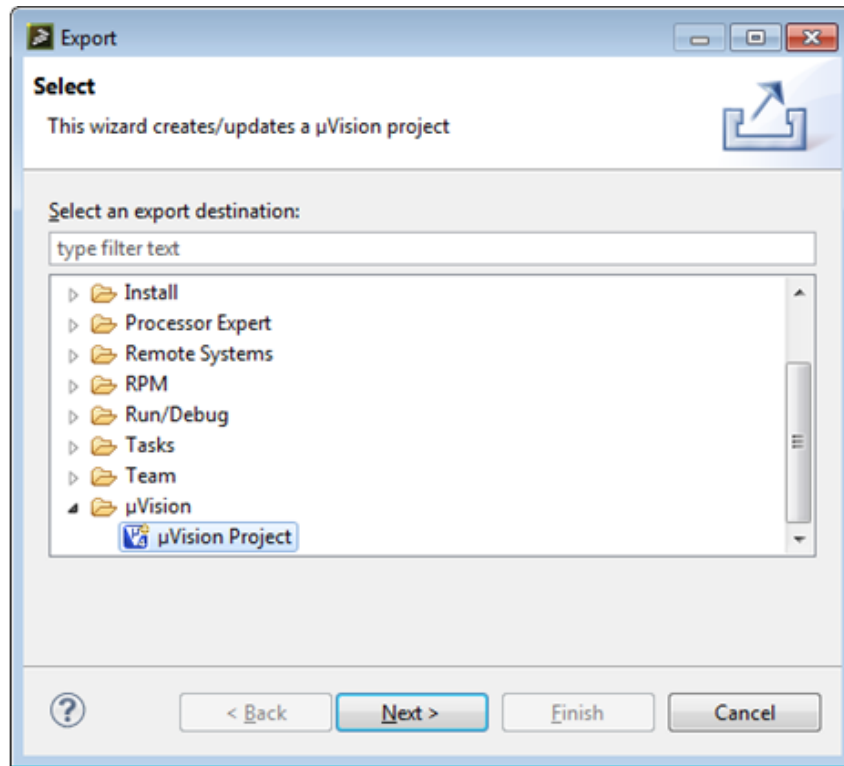 Export
Select
This wizard creates/updates a µVision project
Select an export destination:
type filter text
Install
Processor Expert
Remote Systems
RPM
Run/Debug
Tasks
Team
µVision
µVision Project
?
< Back
Next >
Finish
Cancel